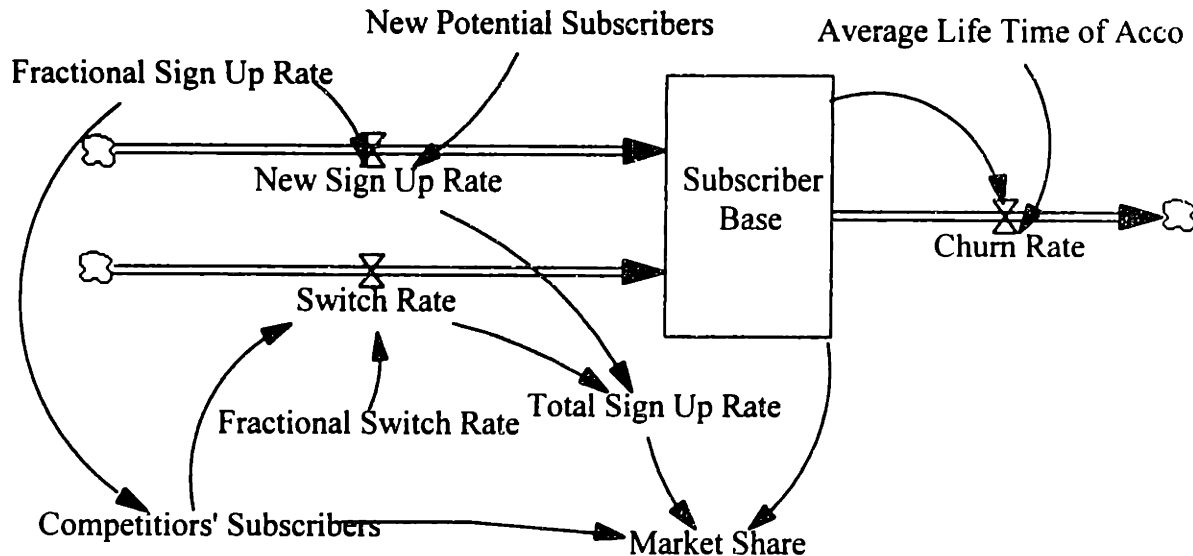 New Potential Subscribers
Average Life Time of Acco
Fractional Sign Up Rate
New Sign Up Rate
Subscriber
Base
Churn Rate
Switch Rate
Total Sign Up Rate
Fractional Switch Rate
Competitiors' Subscribers
Market Share